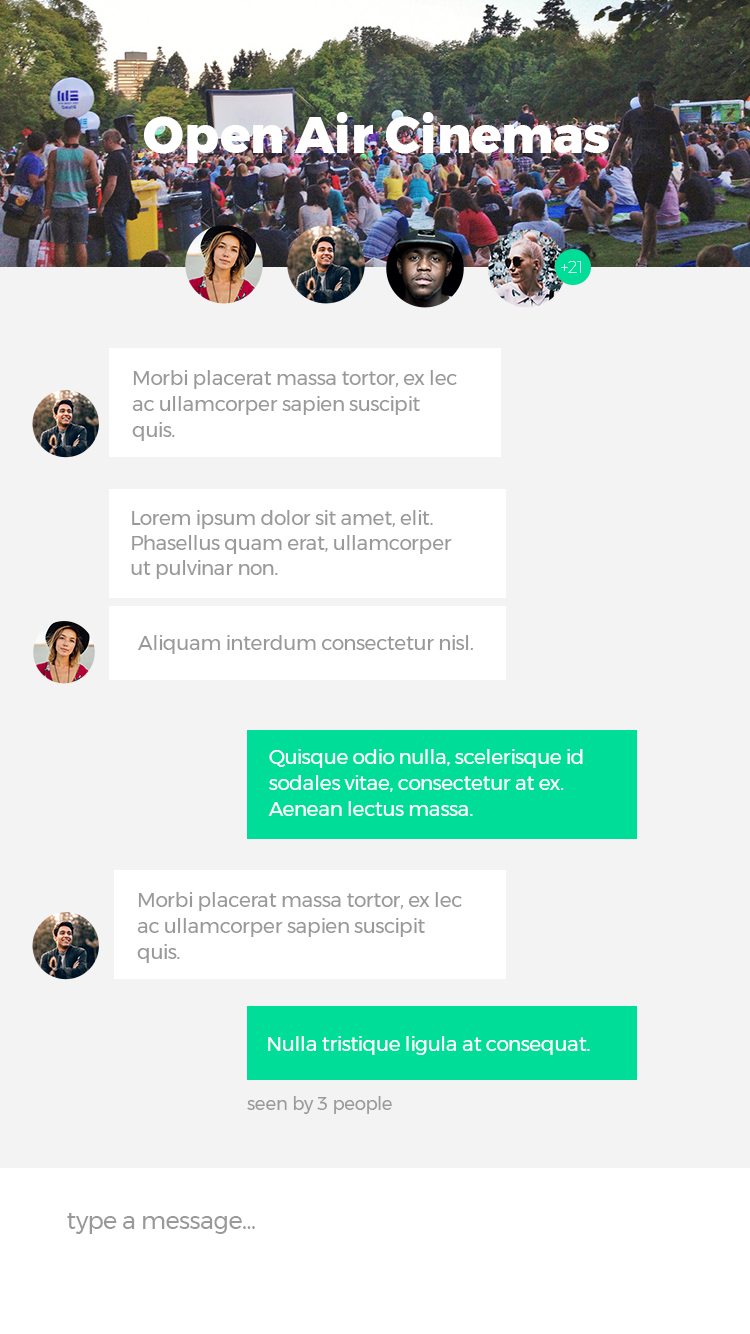 Open Air Cinemas
+21
Morbi placerat massa tortor, ex lec
ac ullamcorper sapien suscipit
quis.
Lorem ipsum dolor sit amet, elit.
Phasellus quam erat, ullamcorper
ut pulvinar non.
Aliquam interdum consectetur nisl.
Quisque odio nulla, scelerisque id
sodales vitae, consectetur at ex.
Aenean lectus massa.
Morbi placerat massa tortor, ex lec
ac ullamcorper sapien suscipit
quis.
Nulla tristique ligula at consequat.
seen by 3 people
type a message...